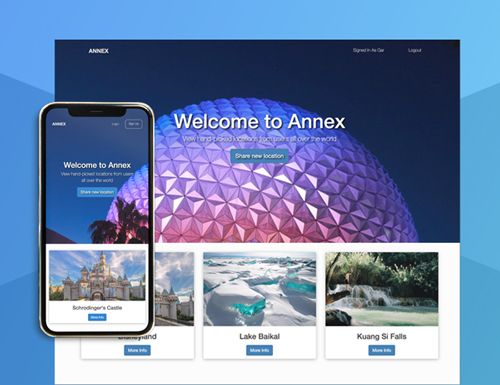 ANNEX
Signed In As Gar
Logout
Welcome to Annex
View hand-picked locations from users all over the world
Share new location
ANNEX
Login
Sign Up
Welcome to Annex
View hand-picked locations from users
all over the world
Share new location
Schrodinger's Castle
More Info
Disneyland
More Info
Lake Baikal
More Info
Kuang Si Falls
More Info